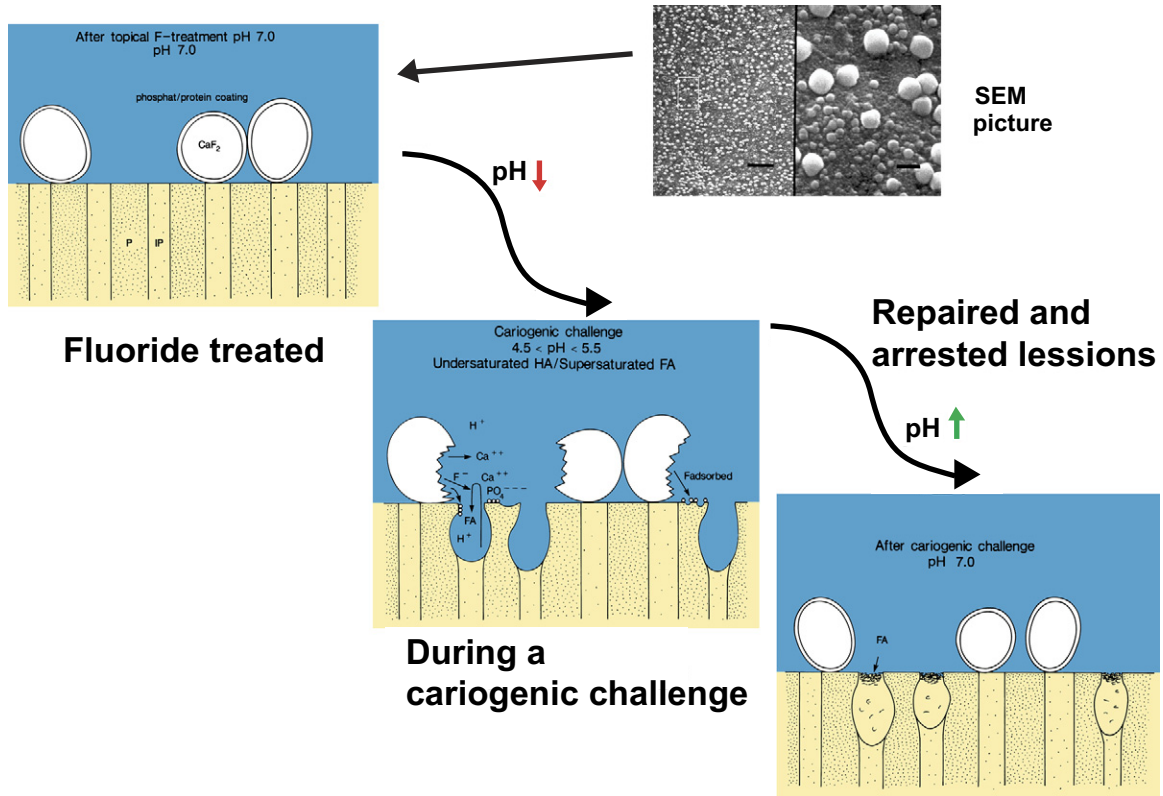 After topical F-treatment pH 7.0
pH 7.0
phosphat/protein coating
CaF₂
P
IP
Fluoride treated
SEM
picture
pH
Cariogenic challenge
4.5 < pH < 5.5
Undersaturated HA/Supersaturated FA
H⁺
Ca⁺⁺
F⁻
Ca⁺⁺
PO₄⁻⁻⁻
FA
H⁺
Fadsorbed
During a
cariogenic challenge
Repaired and
arrested lessions
pH
After cariogenic challenge
pH 7.0
FA